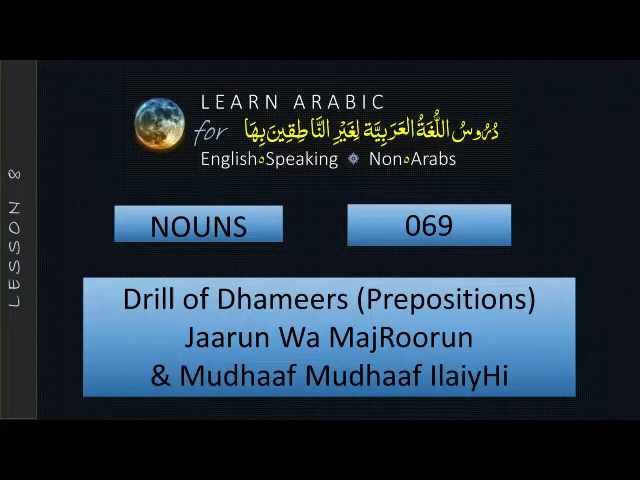 LEARN ARABIC
for دُرُوسُ اللُّغَةُ العَرَبِيَّة لِغَيْرِ النَّاطِقِينَ بِهَا
English Speaking Non Arabs
LESSON 8
NOUNS
069
Drill of Dhameers (Prepositions)
Jaarun Wa MajRoorun
& Mudhaaf Mudhaaf IlaiyHi